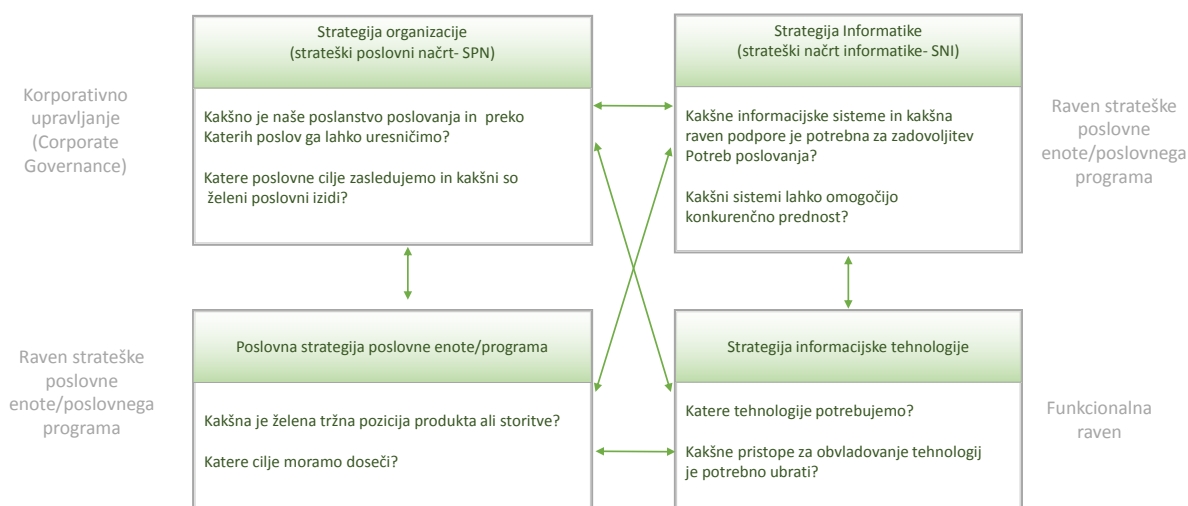 Korporativno
upravljanje
(Corporate
Governance)
Strategija organizacije
(strateški poslovni načrt- SPN)
Kakšno je naše poslanstvo poslovanja in  preko
Katerih poslov ga lahko uresničimo?
Katere poslovne cilje zasledujemo in kakšni so
želeni poslovni izidi?
Strategija Informatike
(strateški načrt informatike- SNI)
Kakšne informacijske sisteme in kakšna
raven podpore je potrebna za zadovoljitev
Potreb poslovanja?
Kakšni sistemi lahko omogočijo
konkurenčno prednost?
Raven strateške
poslovne
enote/poslovnega
programa
Raven strateške
poslovne
enote/poslovnega
programa
Poslovna strategija poslovne enote/programa
Kakšna je želena tržna pozicija produkta ali storitve?
Katere cilje moramo doseči?
Strategija informacijske tehnologije
Katere tehnologije potrebujemo?
Kakšne pristope za obvladovanje tehnologij
je potrebno ubrati?
Funkcionalna
raven